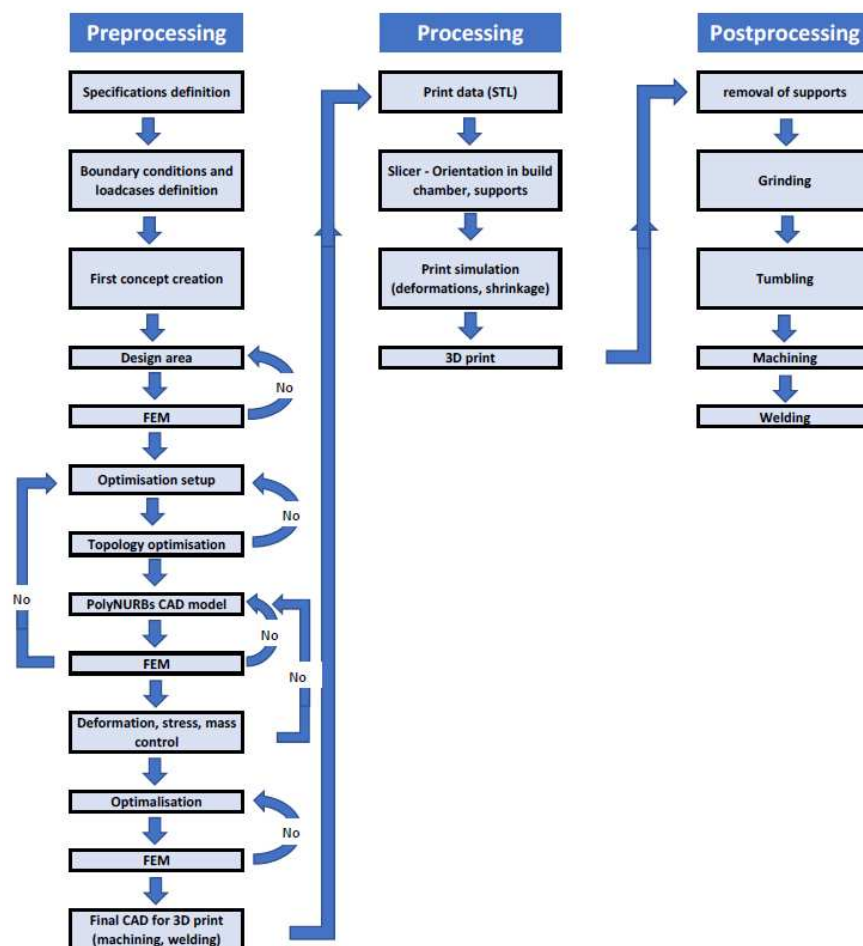 Preprocessing
Specifications definition
Boundary conditions and
loadcases definition
First concept creation
Design area
No
FEM
Optimisation setup
No
Topology optimisation
No
PolyNURBs CAD model
No
FEM
No
Deformation, stress, mass
control
Optimalisation
No
FEM
Final CAD for 3D print
(machining, welding)
Processing
Print data (STL)
Slicer - Orientation in build
chamber, supports
Print simulation
(deformations, shrinkage)
3D print
Postprocessing
removal of supports
Grinding
Tumbling
Machining
Welding